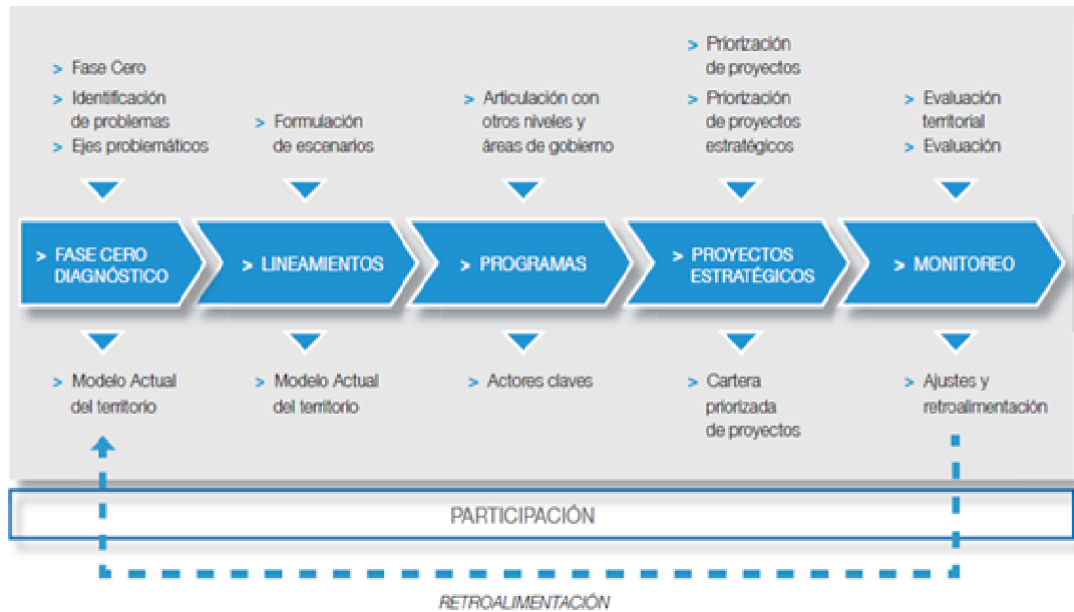 > Fase Cero
> Identificación
de problemas
> Ejes problemáticos
> Formulación
de escenarios
> Articulación con
otros niveles y
áreas de gobierno
> Priorización
de proyectos
> Priorización
de proyectos
estratégicos
> Evaluación
territorial
> Evaluación
> FASE CERO
DIAGNÓSTICO
> LINEAMIENTOS
> PROGRAMAS
> PROYECTOS
ESTRATÉGICOS
> MONITOREO
> Modelo Actual
del territorio
> Modelo Actual
del territorio
> Actores claves
> Cartera
priorizada
de proyectos
> Ajustes y
retroalimentación
PARTICIPACIÓN
RETROALIMENTACIÓN